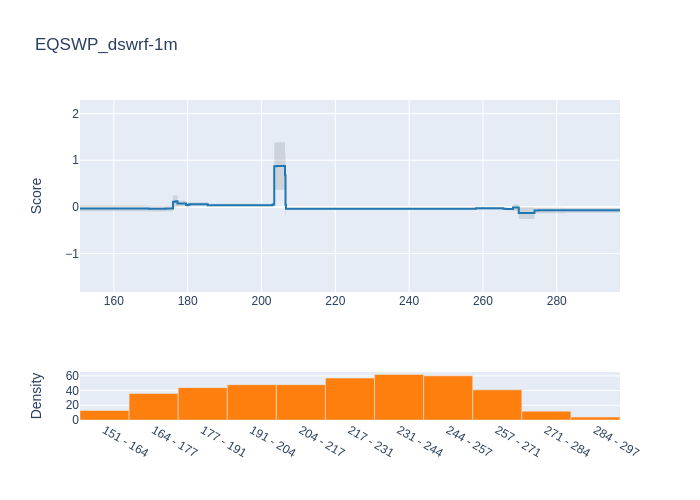 EQSWP_dswrf-1m
Score
2
1
0
−1
160 180 200 220 240 260 280
Density
60
40
20
0
151 - 164
164 - 177
177 - 191
191 - 204
204 - 217
217 - 231
231 - 244
244 - 257
257 - 271
271 - 284
284 - 297